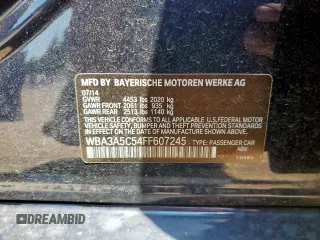 MFD BY BAYERISCHE MOTOREN WERKE AG
07/14
GVWR 4453 lbs 2020 kg
GAWR FRONT 2061 lbs 935 kg
GAWR REAR 2513 lbs 1140 kg
THIS VEHICLE CONFORMS TO ALL APPLICABLE
U.S. FEDERAL MOTOR VEHICLE SAFETY, BUMPER,
AND THEFT PREVENTION STANDARDS IN EFFECT ON THE
DATE OF MANUFACTURE SHOWN ABOVE.
WBA3A5C54FF607245 TYPE: PASSENGER CAR
DREAMBID